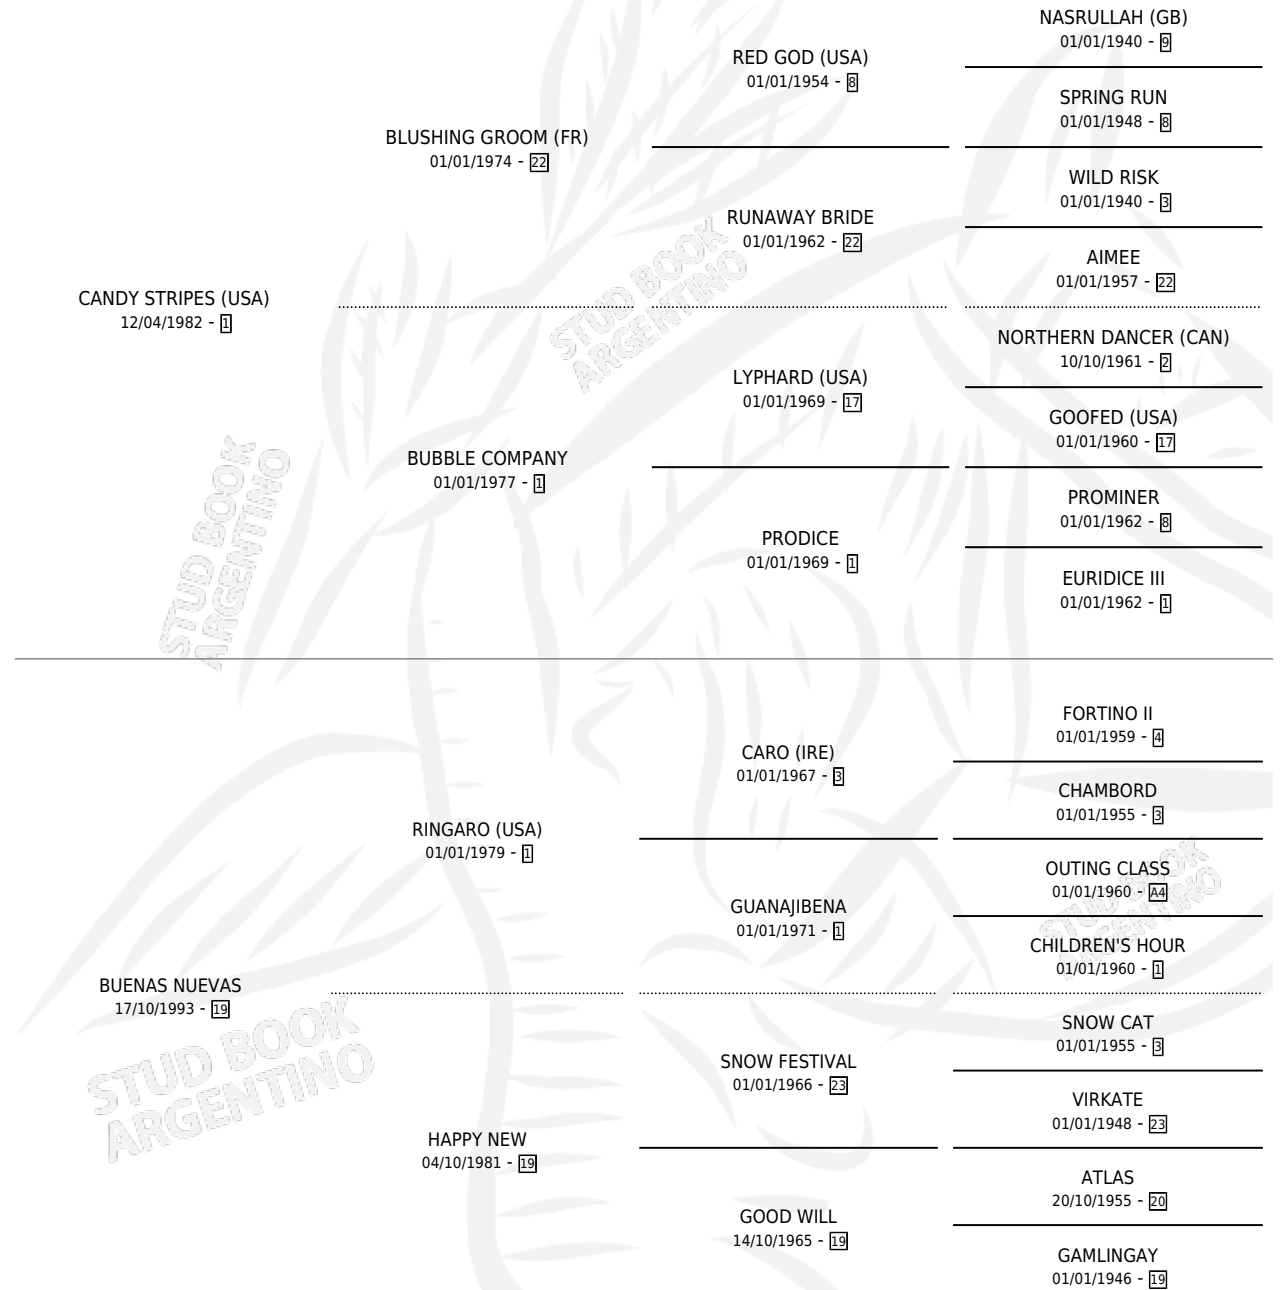 NASRULLAH (GB)
01/01/1940 - 9
RED GOD (USA)
01/01/1954 - 8
SPRING RUN
01/01/1948 - 8
BLUSHING GROOM (FR)
01/01/1974 - 22
WILD RISK
01/01/1940 - 3
RUNAWAY BRIDE
01/01/1962 - 22
AIMEE
01/01/1957 - 22
CANDY STRIPES (USA)
12/04/1982 - 1
STUD BOOK
ARGENTINO
NORTHERN DANCER (CAN)
10/10/1961 - 2
LYPHARD (USA)
01/01/1969 - 17
GOOFED (USA)
01/01/1960 - 17
BUBBLE COMPANY
01/01/1977 - 1
PROMINER
01/01/1962 - 8
PRODICE
01/01/1969 - 1
EURIDICE III
01/01/1962 - 1
STUD BOOK
ARGENTINO
FORTINO II
01/01/1959 - 4
CARO (IRE)
01/01/1967 - 3
CHAMBORD
01/01/1955 - 3
RINGARO (USA)
01/01/1979 - 1
OUTING CLASS
01/01/1960 - A4
GUANAJIBENA
01/01/1971 - 1
CHILDREN'S HOUR
01/01/1960 - 1
STUD BOOK
ARGENTINO
BUENAS NUEVAS
17/10/1993 - 19
SNOW CAT
01/01/1955 - 3
SNOW FESTIVAL
01/01/1966 - 23
VIRKATE
01/01/1948 - 23
STUD BOOK
ARGENTINO
HAPPY NEW
04/10/1981 - 19
ATLAS
20/10/1955 - 20
GOOD WILL
14/10/1965 - 19
GAMLINGAY
01/01/1946 - 19